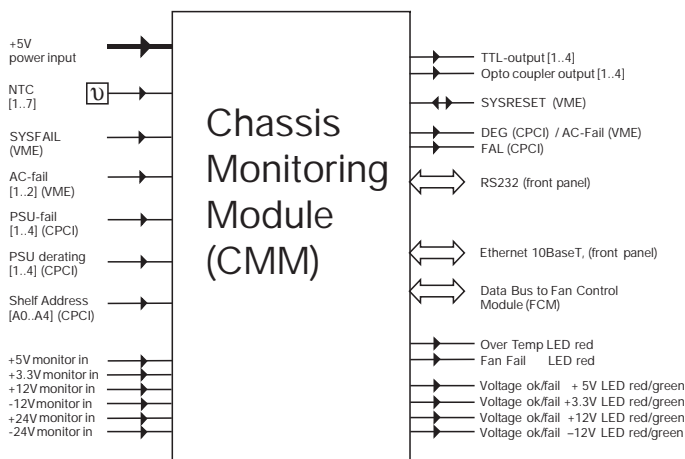 +5V
power input
NTC
[1..7]
υ
SYSFAIL
(VME)
AC-fail
[1..2] (VME)
PSU-fail
[1..4] (CPCI)
PSU derating
[1..4] (CPCI)
Shelf Address
[A0..A4] (CPCI)
+5V monitor in
+3.3V monitor in
+12V monitor in
-12V monitor in
+24V monitor in
-24V monitor in
Chassis
Monitoring
Module
(CMM)
TTL-output [1..4]
Opto coupler output [1..4]
SYSRESET (VME)
DEG (CPCI) / AC-Fail (VME)
FAL (CPCI)
RS232 (front panel)
Ethernet 10BaseT, (front panel)
Data Bus to Fan Control
Module (FCM)
Over Temp LED red
Fan Fail LED red
Voltage ok/fail + 5V LED red/green
Voltage ok/fail +3.3V LED red/green
Voltage ok/fail +12V LED red/green
Voltage ok/fail –12V LED red/green